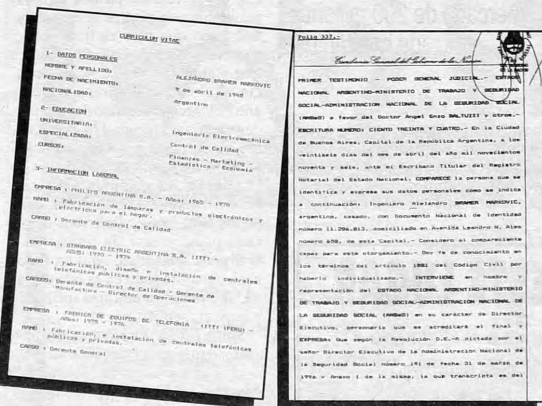 CURRICULUM VITAE
1- DATOS PERSONALES
NOMBRE Y APELLIDO: ALEJANDRO BRAMER MARKOVIC
FECHA DE NACIMIENTO: 9 de abril de 1945
NACIONALIDAD: Argentino
2- EDUCACION
UNIVERSITARIA: Ingeniería Electromecánica
ESPECIALIZADA: Control de Calidad
CURSOS: Finanzas - Marketing -
Estadística - Economía
3- INFORMACION LABORAL
EMPRESA : PHILIPS ARGENTINA S.A. - Años: 1965 - 1970
RAMO : Fabricación de lámparas y productos electrónicos y
eléctricos para el hogar.
CARGO : Gerente de Control de Calidad
EMPRESA : STANDARD ELECTRIC ARGENTINA S.A. (ITT) -
Años: 1970 - 1976
RAMO : Fabricación, diseño e instalación de centrales
telefónicas públicas y privadas.
CARGOS: Gerente de Control de Calidad - Gerente de
Manufactura - Director de Operaciones
EMPRESA : FABRICA DE EQUIPOS DE TELEFONIA (ITT) (PERU) -
Años: 1975 - 1976
RAMO : Fabricación, e instalación de centrales telefónicas
públicas y privadas.
CARGO : Gerente General
Folio 337.-
Escribanía General del Gobierno de la Nación
PRIMER TESTIMONIO - PODER GENERAL JUDICIAL.- ESTADO
NACIONAL ARGENTINO-MINISTERIO DE TRABAJO Y SEGURIDAD
SOCIAL-ADMINISTRACION NACIONAL DE LA SEGURIDAD SOCIAL
(ANSeS) a favor del Doctor Angel Enzo BALTUZZI y otros.-
ESCRITURA NUMERO: CIENTO TREINTA Y CUATRO.- En la Ciudad
de Buenos Aires, Capital de la República Argentina, a los
veintiseis días del mes de abril del año mil novecientos
noventa y seis, ante mí Escribano Titular del Registro
Notarial del Estado Nacional, COMPARECE la persona que se
identifica y expresa sus datos personales como se indica
a continuación: Ingeniero Alejandro BRAMER MARKOVIC,
argentino, casado, con Documento Nacional de Identidad
número 11.286.813, domiciliado en Avenida Leandro N. Alem
número 650, de esta Capital.- Considero al compareciente
capaz para este otorgamiento.- Doy fe de conocimiento en
los términos del artículo 1001 del Código Civil por
haberlo individualizado.- INTERVIENE en nombre y
representación del ESTADO NACIONAL ARGENTINO-MINISTERIO
DE TRABAJO Y SEGURIDAD SOCIAL-ADMINISTRACION NACIONAL DE
LA SEGURIDAD SOCIAL (ANSeS) en su carácter de Director
Ejecutivo, personería que se acreditará al final y
EXPRESA: Que según la Resolución D.E.-A dictada por el
señor Director Ejecutivo de la Administración Nacional de
la Seguridad Social número 191 de fecha 21 de marzo de
1996 y Anexo I de la misma, la que transcripta es del